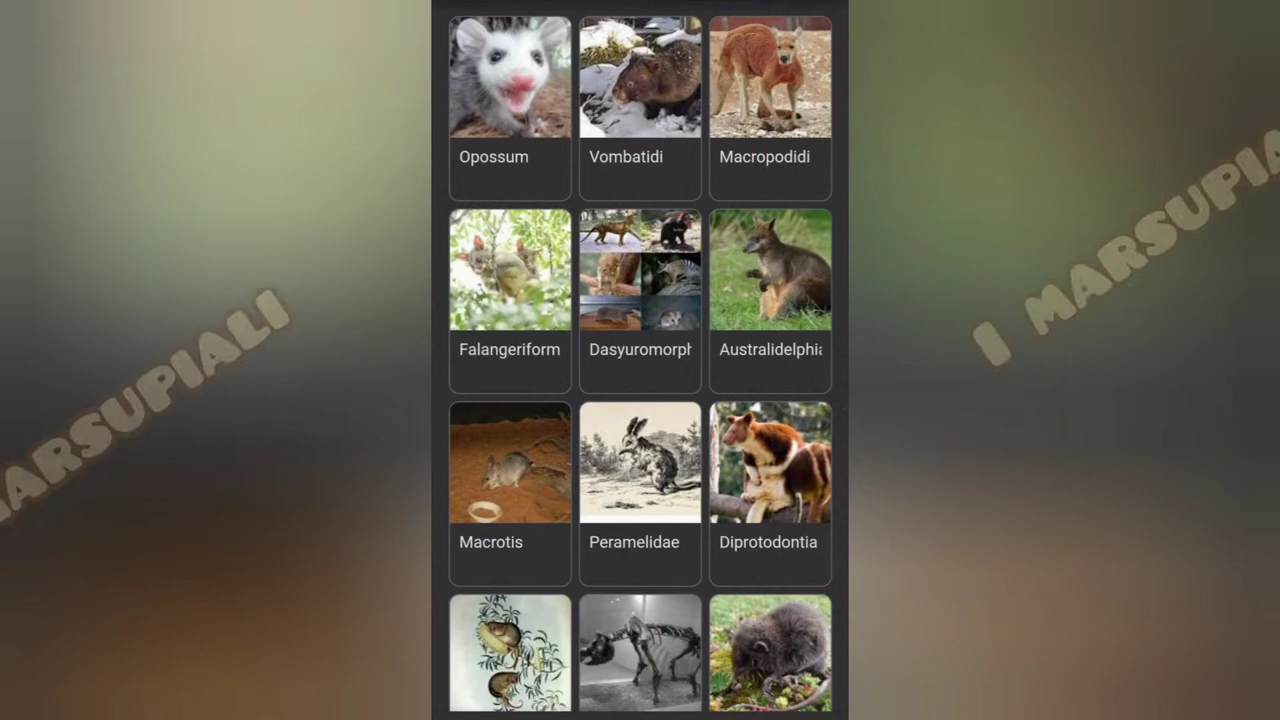 Opossum
Vombatidi
Macropodidi
Falangeriform
Dasyuromorph
Australidelphia
Macrotis
Peramelidae
Diprotodontia
MARSUPIALI
I MARSUPIA